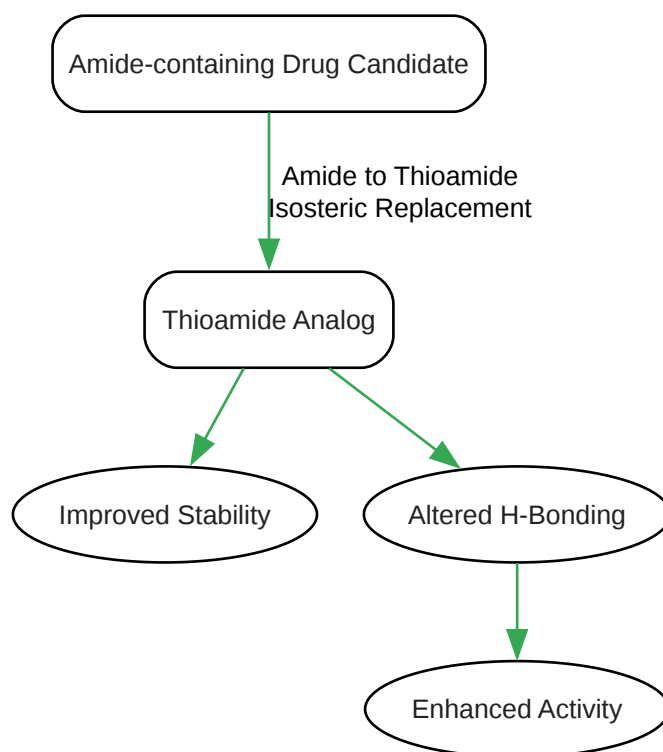 Amide-containing Drug Candidate
Amide to Thioamide
Isosteric Replacement
Thioamide Analog
Improved Stability
Altered H-Bonding
Enhanced Activity